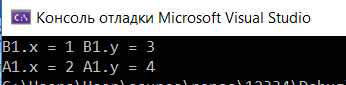 Консоль отладки Microsoft Visual Studio
B1.x = 1 B1.y = 3
A1.x = 2 A1.y = 4